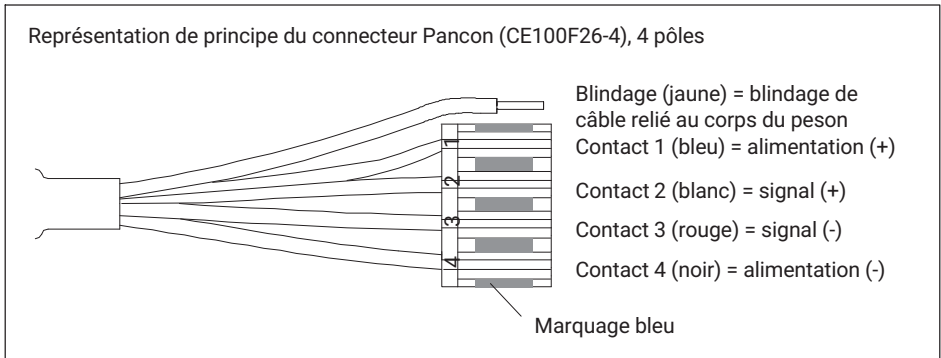 Représentation de principe du connecteur Pancon (CE100F26-4), 4 pôles
Blindage (jaune) = blindage de
câble relié au corps du peson
1
Contact 1 (bleu) = alimentation (+)
2
Contact 2 (blanc) = signal (+)
3
Contact 3 (rouge) = signal (-)
4
Contact 4 (noir) = alimentation (-)
Marquage bleu